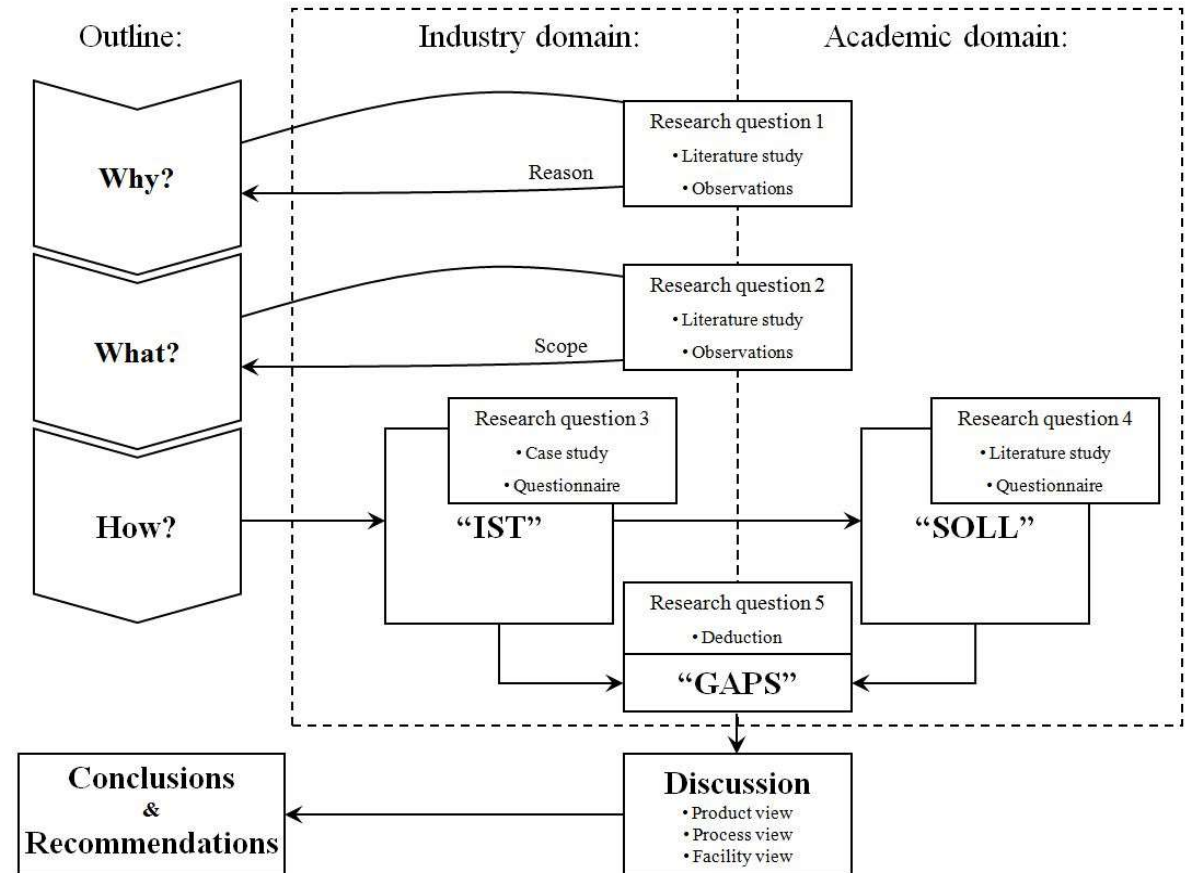 Outline:
Industry domain:
Academic domain:
Why?
Reason
Research question 1
• Literature study
• Observations
What?
Scope
Research question 2
• Literature study
• Observations
How?
Research question 3
• Case study
• Questionnaire
“IST”
Research question 4
• Literature study
• Questionnaire
“SOLL”
Research question 5
• Deduction
“GAPS”
Conclusions
&
Recommendations
Discussion
• Product view
• Process view
• Facility view